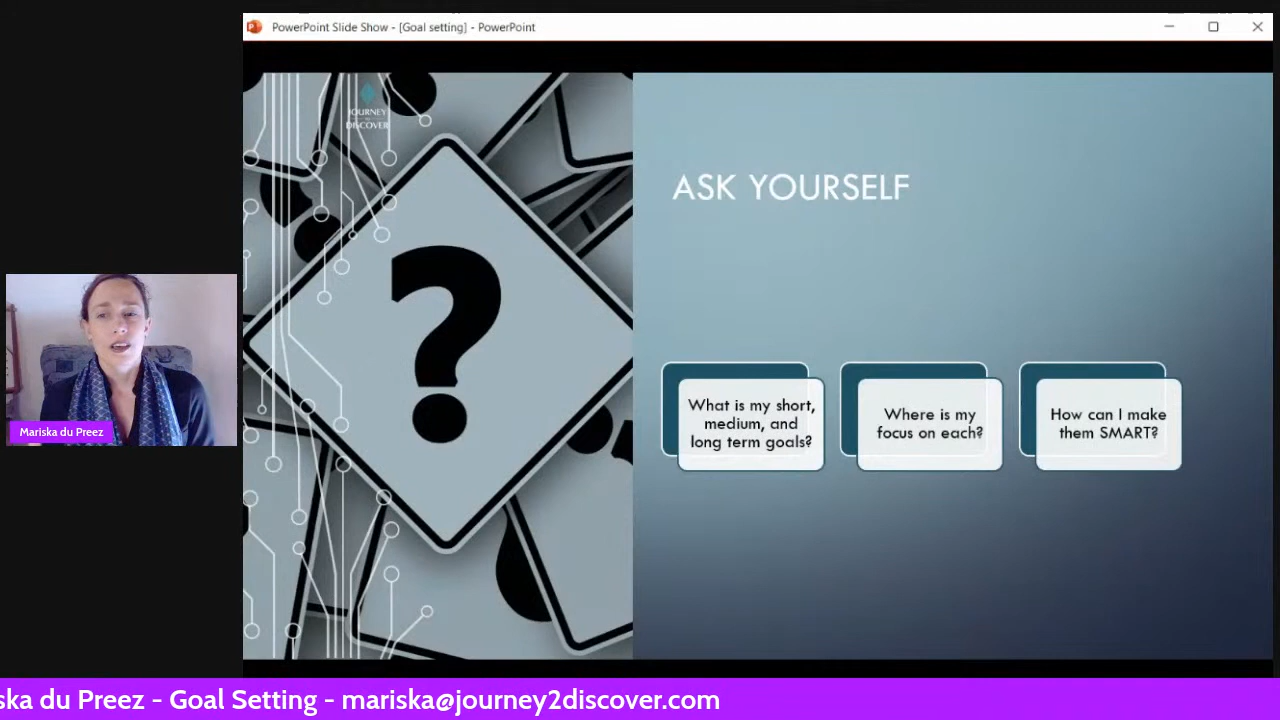 PowerPoint Slide Show - [Goal setting] - PowerPoint
JOURNEY
DISCOVER
ASK YOURSELF
What is my short,
medium, and
long term goals?
Where is my
focus on each?
How can I make
them SMART?
Mariska du Preez
ska du Preez - Goal Setting - mariska@journey2discover.com